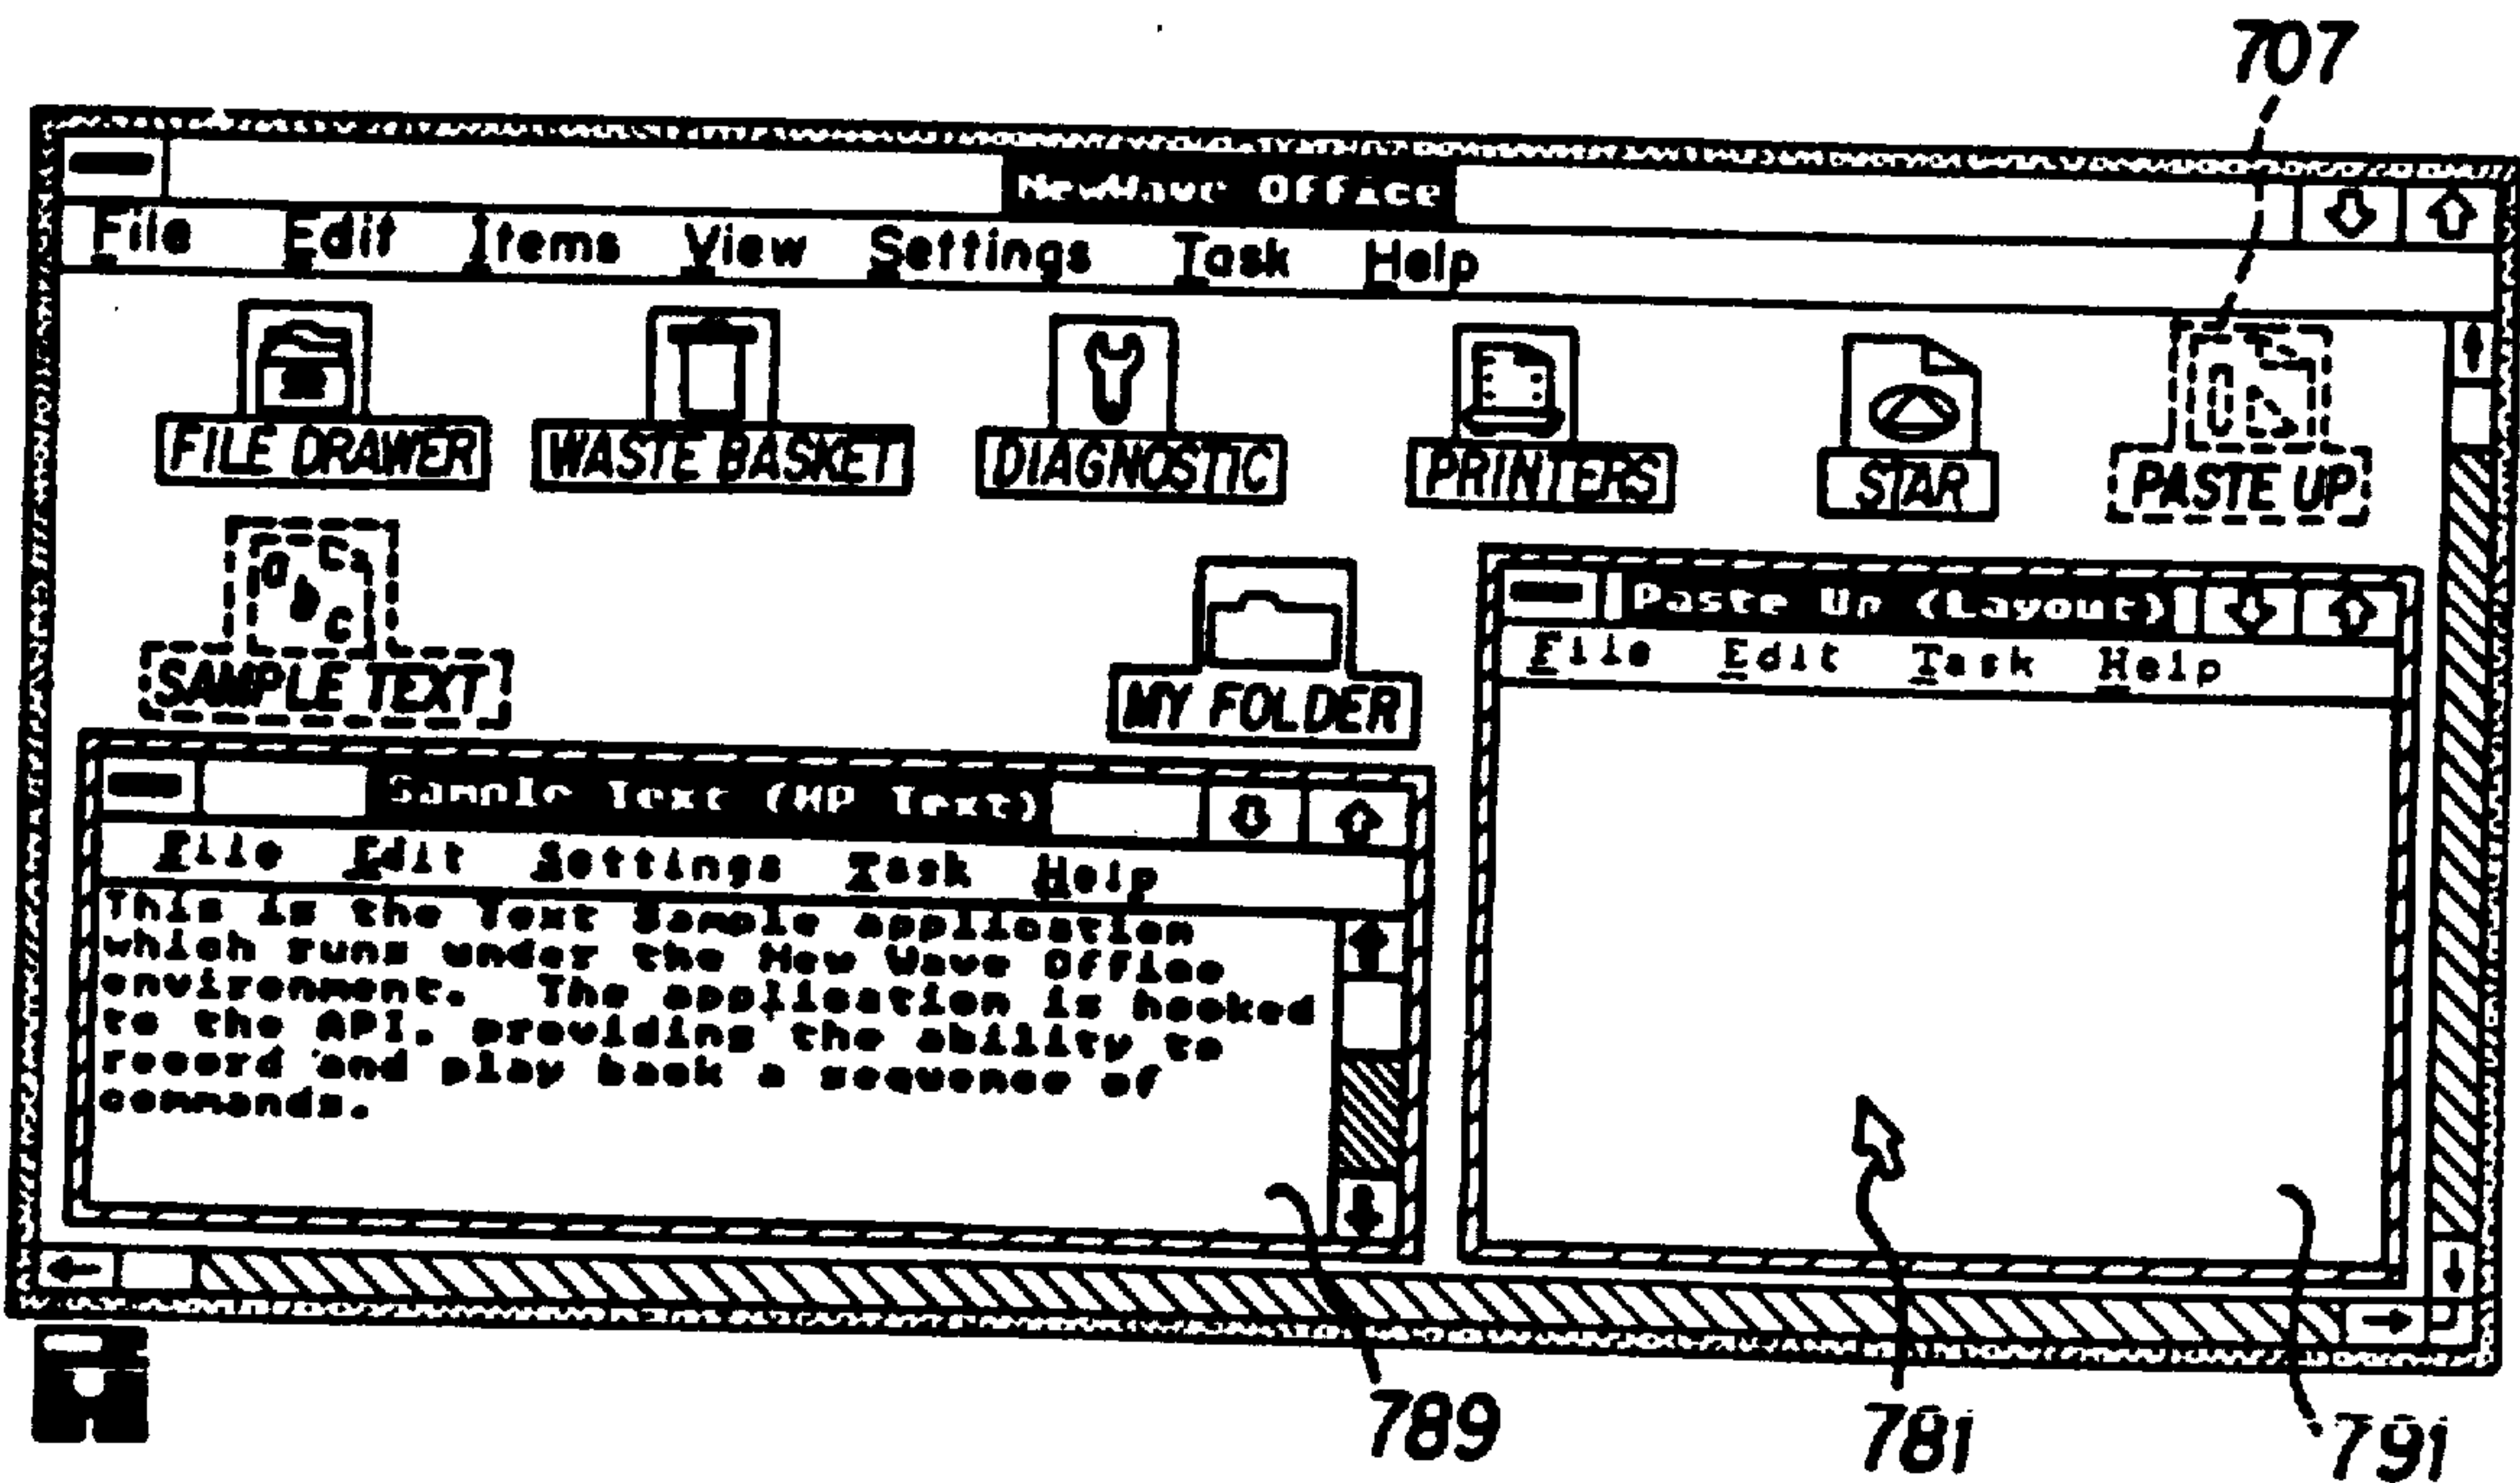 707
NewWave Office
File Edit Items View Settings Task Help
FILE DRAWER WASTE BASKET DIAGNOSTIC PRINTERS STAR PASTE UP
SAMPLE TEXT MY FOLDER
Paste Up (Layout)
File Edit Task Help
Sample Text (WP Text)
File Edit Settings Task Help
This is the Text Sample application
which runs under the New Wave Office
environment. The application is hooked
to the API. providing the ability to
record and play back a sequence of
commands.
789 781 791